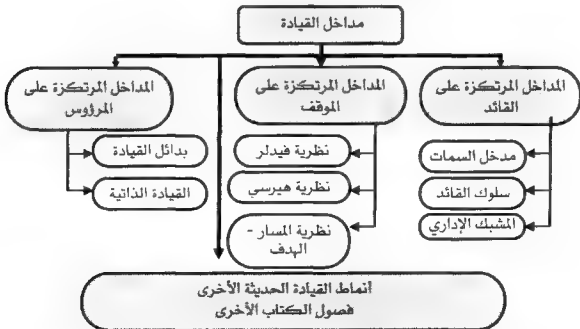 مداخل القيادة
المداخل المرتكزة على
القائد
مدخل السمات
سلوك القائد
المشبك الإداري
المداخل المرتكزة على
الموقف
نظرية فيدلر
نظرية هيرسي
نظرية المسار -
الهدف
المداخل المرتكزة على
المرؤوس
بدائل القيادة
القيادة الذاتية
أنماط القيادة الحديثة الأخرى
فصول الكتاب الأخرى